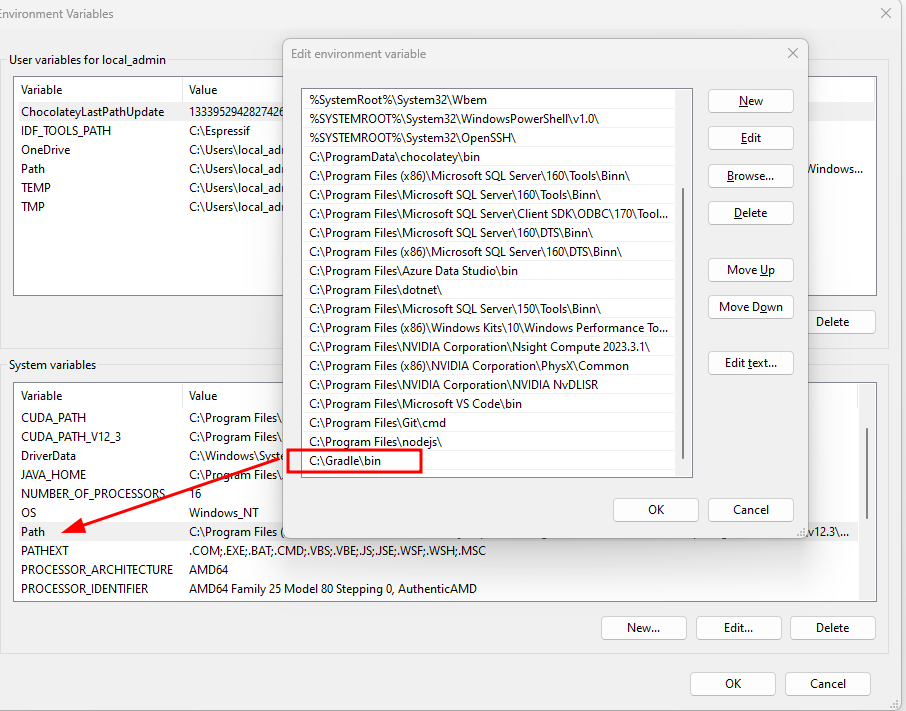 Environment Variables
User variables for local_admin
Variable Value
ChocolateyLastPathUpdate 1333952942827426
IDF_TOOLS_PATH C:\Espressif
OneDrive C:\Users\local_adm
Path C:\Users\local_adm Windows...
TEMP C:\Users\local_adm
TMP C:\Users\local_adm
Delete
Edit environment variable
%SystemRoot%\System32\Wbem
%SYSTEMROOT%\System32\WindowsPowerShell\v1.0\
%SYSTEMROOT%\System32\OpenSSH\
C:\ProgramData\chocolatey\bin
C:\Program Files (x86)\Microsoft SQL Server\160\Tools\Binn\
C:\Program Files\Microsoft SQL Server\160\Tools\Binn\
C:\Program Files\Microsoft SQL Server\Client SDK\ODBC\170\Tool...
C:\Program Files\Microsoft SQL Server\160\DTS\Binn\
C:\Program Files (x86)\Microsoft SQL Server\160\DTS\Binn\
C:\Program Files\Azure Data Studio\bin
C:\Program Files\dotnet\
C:\Program Files\Microsoft SQL Server\150\Tools\Binn\
C:\Program Files (x86)\Windows Kits\10\Windows Performance To...
C:\Program Files\NVIDIA Corporation\Nsight Compute 2023.3.1\
C:\Program Files (x86)\NVIDIA Corporation\PhysX\Common
C:\Program Files\NVIDIA Corporation\NVIDIA NvDLISR
C:\Program Files\Microsoft VS Code\bin
C:\Program Files\Git\cmd
C:\Program Files\nodejs\
C:\Gradle\bin
New
Edit
Browse...
Delete
Move Up
Move Down
Edit text...
OK Cancel
System variables
Variable Value
CUDA_PATH C:\Program Files\
CUDA_PATH_V12_3 C:\Program Files\
DriverData C:\Windows\Syste
JAVA_HOME C:\Program Files\
NUMBER_OF_PROCESSORS 16
OS Windows_NT
Path C:\Program Files ( v12.3\...
PATHEXT .COM;.EXE;.BAT;.CMD;.VBS;.VBE;.JS;.JSE;.WSF;.WSH;.MSC
PROCESSOR_ARCHITECTURE AMD64
PROCESSOR_IDENTIFIER AMD64 Family 25 Model 80 Stepping 0, AuthenticAMD
New... Edit... Delete
OK Cancel